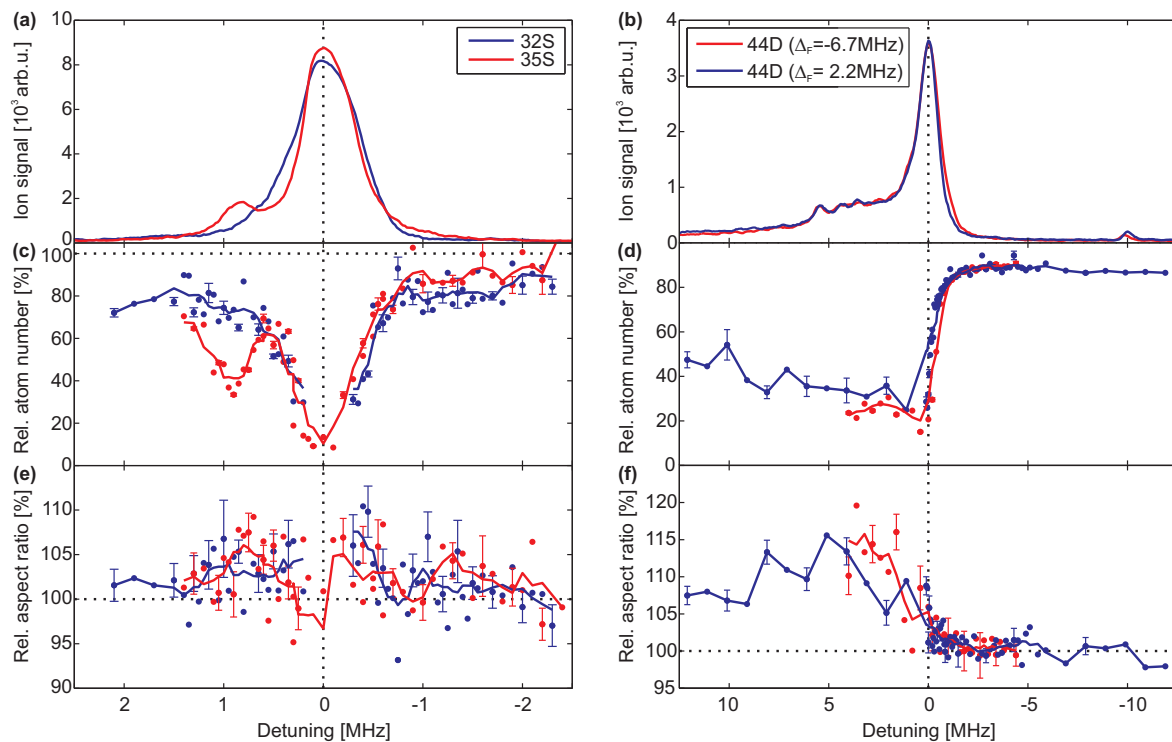 (a)
10
8
6
4
2
0
Ion signal [10³ arb.u.]
32S
35S
(b)
4
3
2
1
0
Ion signal [10³ arb.u.]
44D (ΔF=-6.7MHz)
44D (ΔF= 2.2MHz)
(c)
100
80
60
40
20
0
Rel. atom number [%]
(d)
80
60
40
20
0
Rel. atom number [%]
(e)
110
105
100
95
90
Rel. aspect ratio [%]
2 1 0 -1 -2
Detuning [MHz]
(f)
120
115
110
105
100
95
Rel. aspect ratio [%]
10 5 0 -5 -10
Detuning [MHz]